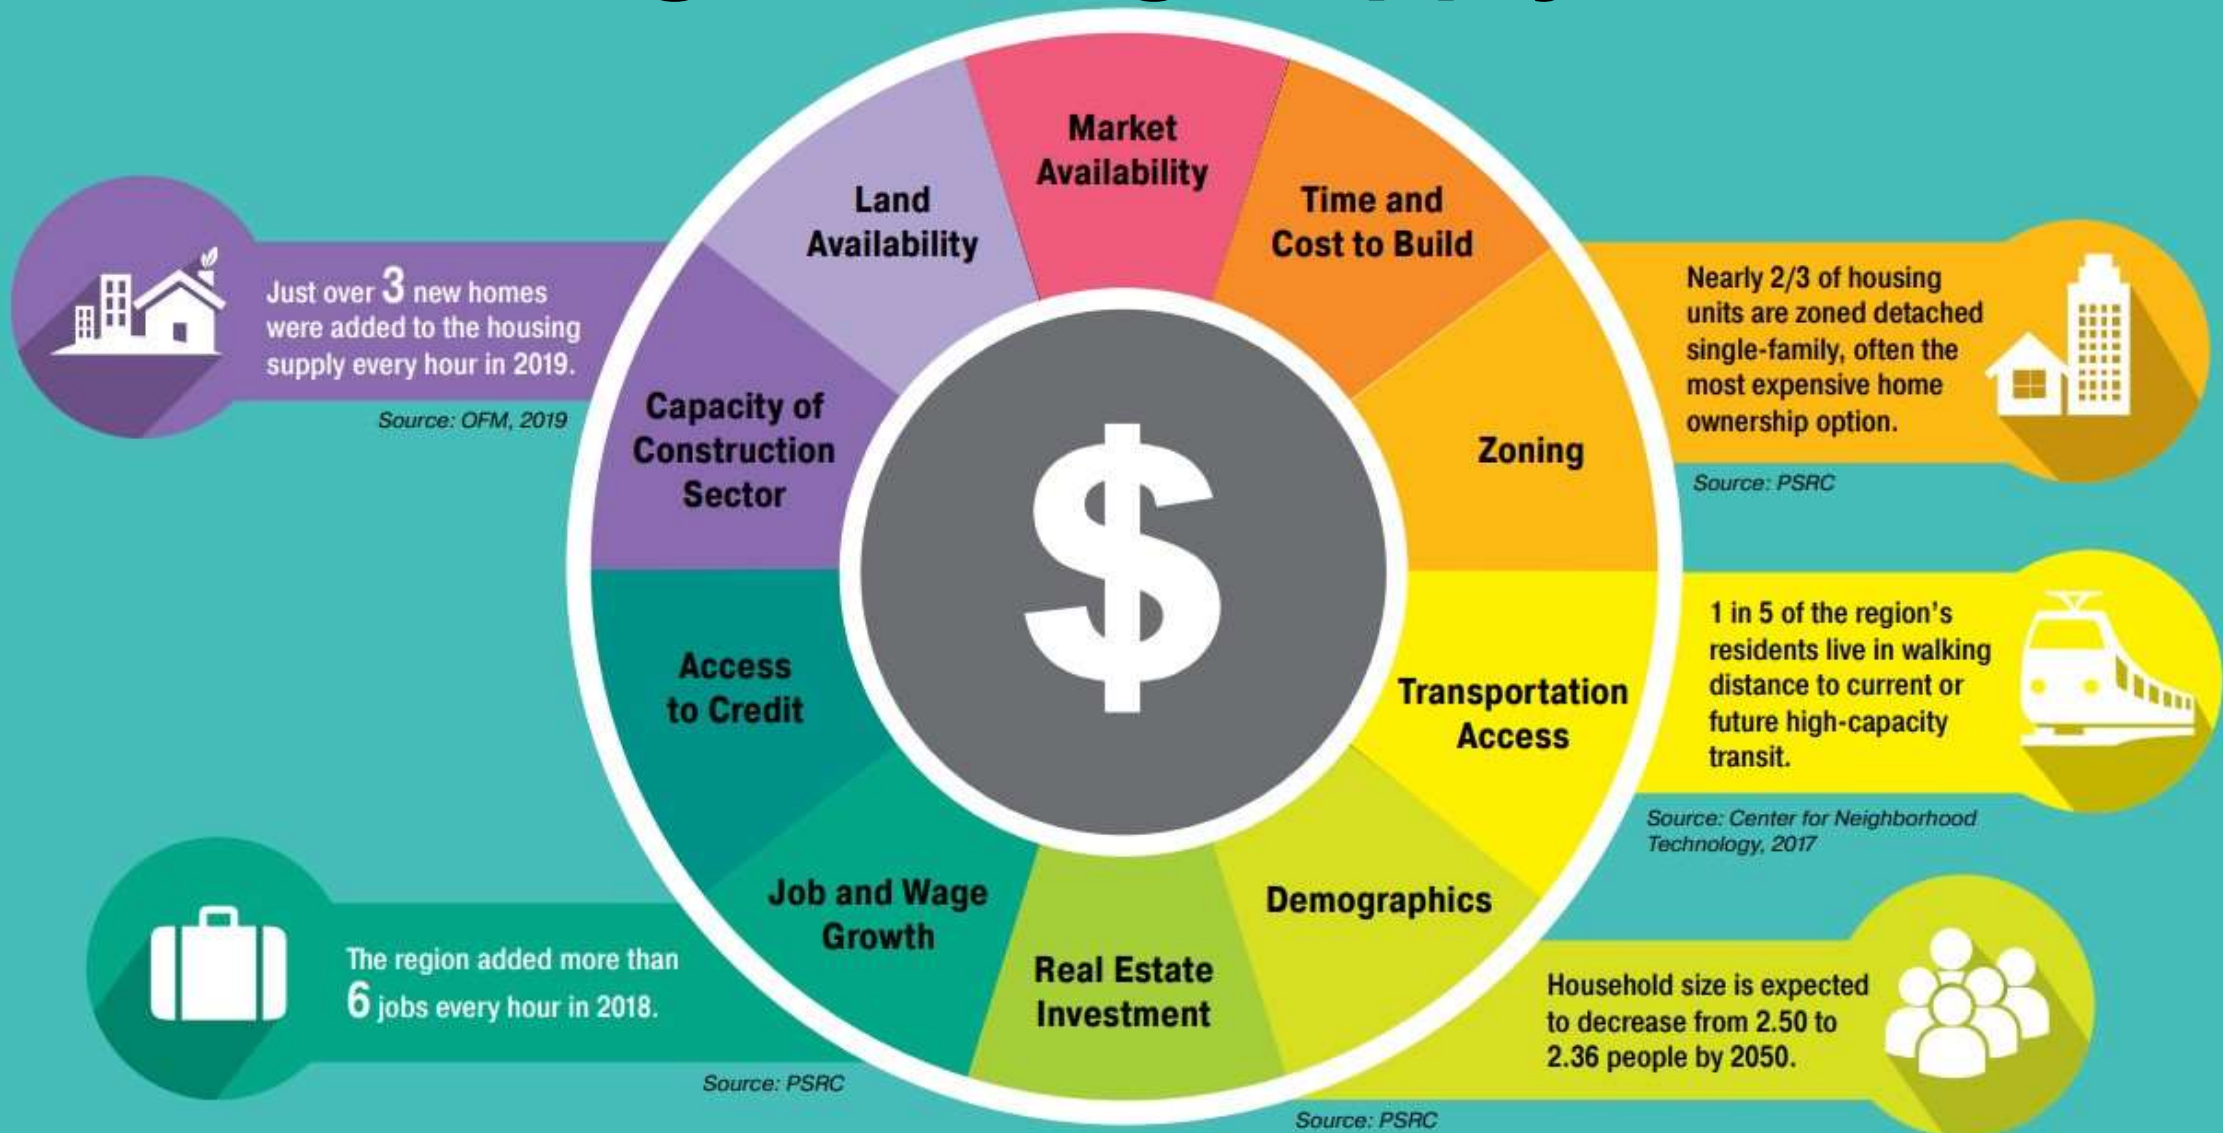 Market
Availability
Land
Availability
Time and
Cost to Build
Just over 3 new homes
were added to the housing
supply every hour in 2019.
Source: OFM, 2019
Capacity of
Construction
Sector
Zoning
Nearly 2/3 of housing
units are zoned detached
single-family, often the
most expensive home
ownership option.
Source: PSRC
$
Access
to Credit
Transportation
Access
1 in 5 of the region's
residents live in walking
distance to current or
future high-capacity
transit.
Source: Center for Neighborhood
Technology, 2017
Job and Wage
Growth
Demographics
Real Estate
Investment
The region added more than
6 jobs every hour in 2018.
Source: PSRC
Household size is expected
to decrease from 2.50 to
2.36 people by 2050.
Source: PSRC